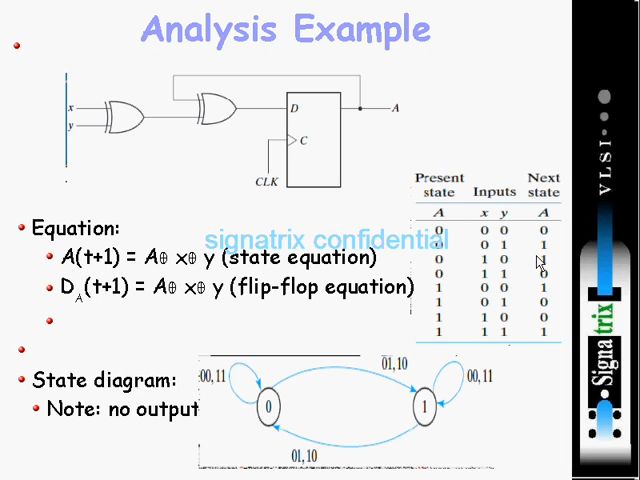 Analysis Example
x
y
D
A
C
CLK
Present Next
state Inputs state
A x y A
0 0 0 0
0 0 1 1
0 1 0 1
0 1 1 0
1 0 0 1
1 0 1 0
1 1 0 0
1 1 1 1
Equation:
signatrix confidential
A(t+1) = A⊕ x⊕ y (state equation)
D_A(t+1) = A⊕ x⊕ y (flip-flop equation)
State diagram:
Note: no output
00, 11
01, 10
00, 11
0
1
01, 10
VLSI
Signatrix